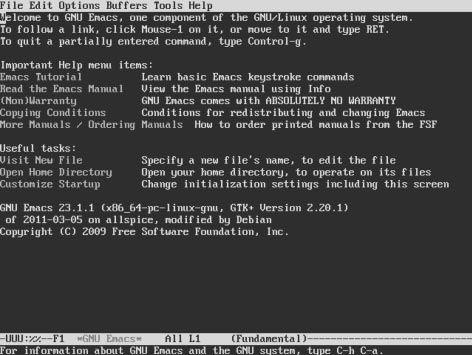 File Edit Options Buffers Tools Help
Welcome to GNU Emacs, one component of the GNU/Linux operating system.
To follow a link, click Mouse-1 on it, or move to it and type RET.
To quit a partially entered command, type Control-g.
Important Help menu items:
Emacs Tutorial Learn basic Emacs keystroke commands
Read the Emacs Manual View the Emacs manual using Info
(Non)Warranty GNU Emacs comes with ABSOLUTELY NO WARRANTY
Copying Conditions Conditions for redistributing and changing Emacs
More Manuals / Ordering Manuals How to order printed manuals from the FSF
Useful tasks:
Visit New File Specify a new file's name, to edit the file
Open Home Directory Open your home directory, to operate on its files
Customize Startup Change initialization settings including this screen
GNU Emacs 23.1.1 (x86_64-pc-linux-gnu, GTK+ Version 2.20.1)
of 2011-03-05 on allspice, modified by Debian
Copyright (C) 2009 Free Software Foundation, Inc.
-UUU:%%--F1 *GNU Emacs* All L1 (Fundamental)----------------------------------
For information about GNU Emacs and the GNU system, type C-h C-a.